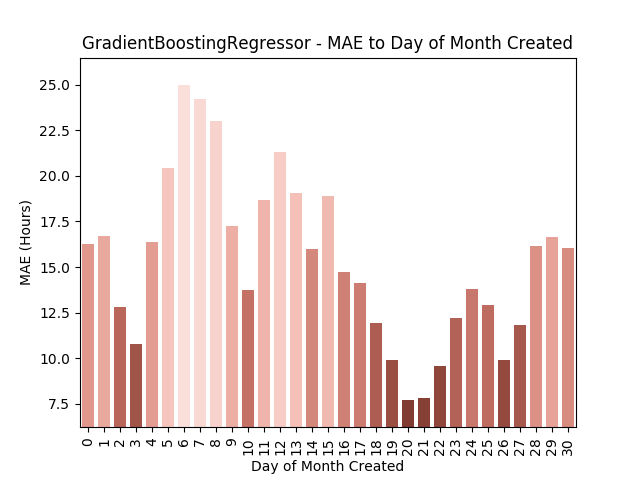 GradientBoostingRegressor - MAE to Day of Month Created
25.0
22.5
20.0
17.5
15.0
12.5
10.0
7.5
MAE (Hours)
0 1 2 3 4 5 6 7 8 9 10 11 12 13 14 15 16 17 18 19 20 21 22 23 24 25 26 27 28 29 30
Day of Month Created